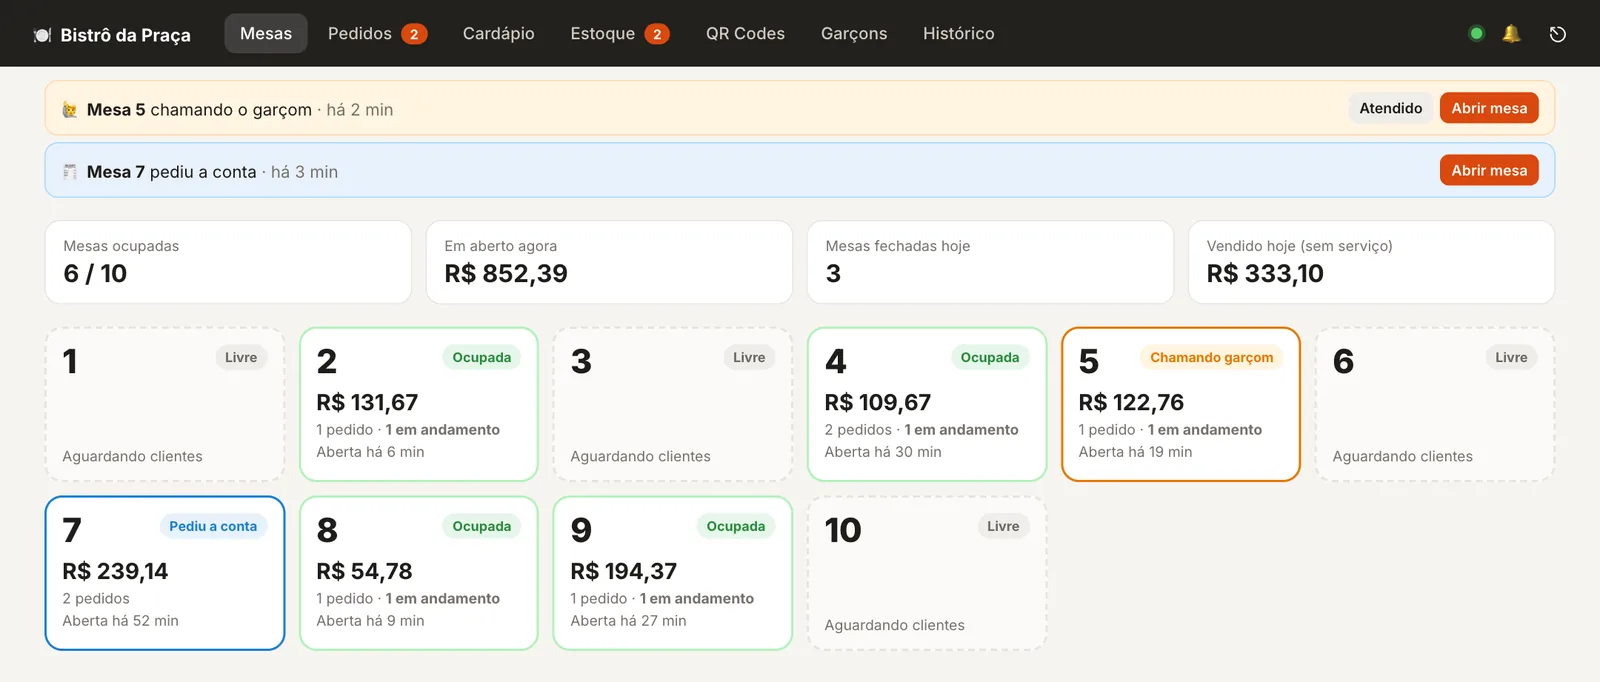 Bistrô da Praça Mesas Pedidos 2 Cardápio Estoque 2 QR Codes Garçons Histórico
Mesa 5 chamando o garçom · há 2 min Atendido Abrir mesa
Mesa 7 pediu a conta · há 3 min Abrir mesa
Mesas ocupadas
6 / 10
Em aberto agora
R$ 852,39
Mesas fechadas hoje
3
Vendido hoje (sem serviço)
R$ 333,10
1 Livre
Aguardando clientes
2 Ocupada
R$ 131,67
1 pedido · 1 em andamento
Aberta há 6 min
3 Livre
Aguardando clientes
4 Ocupada
R$ 109,67
2 pedidos · 1 em andamento
Aberta há 30 min
5 Chamando garçom
R$ 122,76
1 pedido · 1 em andamento
Aberta há 19 min
6 Livre
Aguardando clientes
7 Pediu a conta
R$ 239,14
2 pedidos
Aberta há 52 min
8 Ocupada
R$ 54,78
1 pedido · 1 em andamento
Aberta há 9 min
9 Ocupada
R$ 194,37
1 pedido · 1 em andamento
Aberta há 27 min
10 Livre
Aguardando clientes